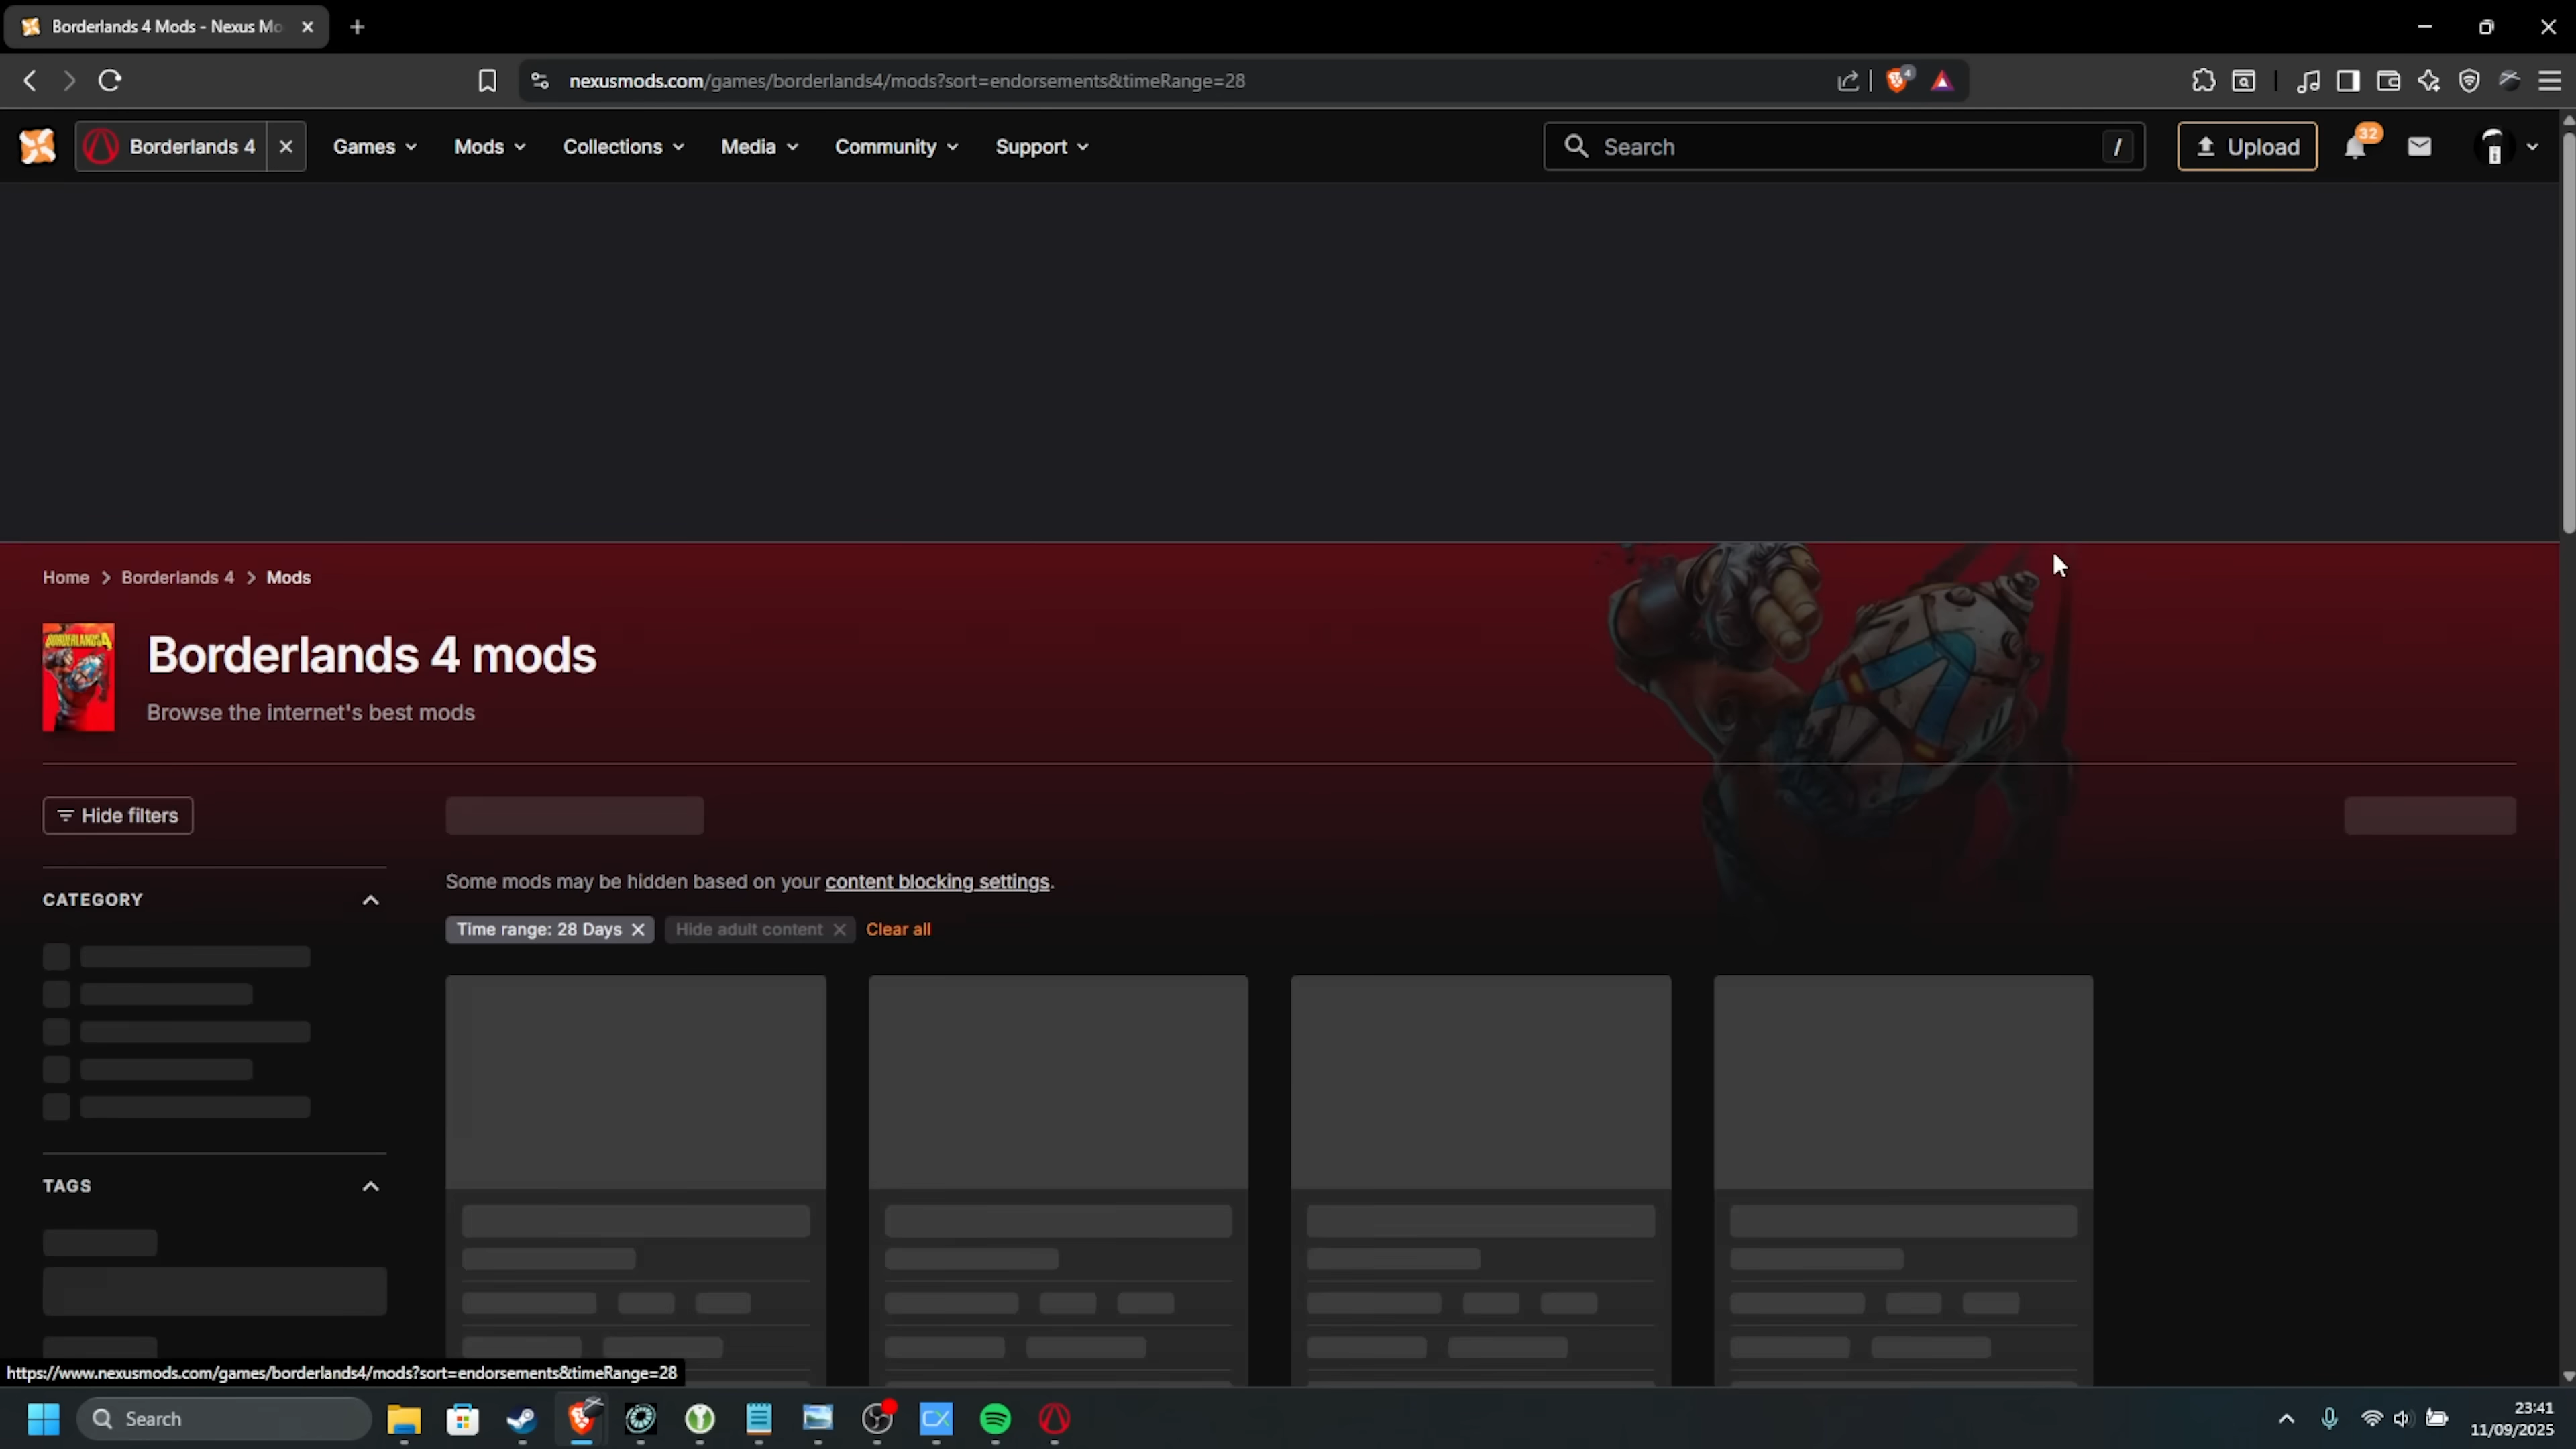 Borderlands 4 Mods - Nexus Mo
nexusmods.com/games/borderlands4/mods?sort=endorsements&timeRange=28
4
Borderlands 4
Games
Mods
Collections
Media
Community
Support
Search
/
Upload
32
Home > Borderlands 4 > Mods
BORDERLANDS 4
Borderlands 4 mods
Browse the internet's best mods
Hide filters
Some mods may be hidden based on your content blocking settings.
CATEGORY
Time range: 28 Days
Hide adult content
Clear all
TAGS
https://www.nexusmods.com/games/borderlands4/mods?sort=endorsements&timeRange=28
Search
CX
23:41
11/09/2025